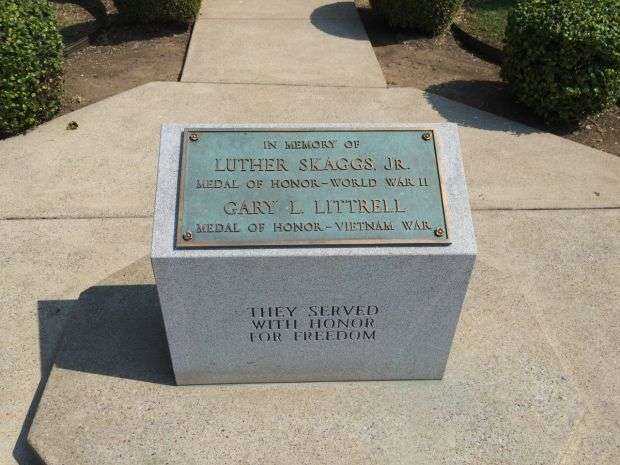 IN MEMORY OF
LUTHER SKAGGS, JR.
MEDAL OF HONOR-WORLD WAR II
GARY L. LITTRELL
MEDAL OF HONOR-VIETNAM WAR
THEY SERVED
WITH HONOR
FOR FREEDOM